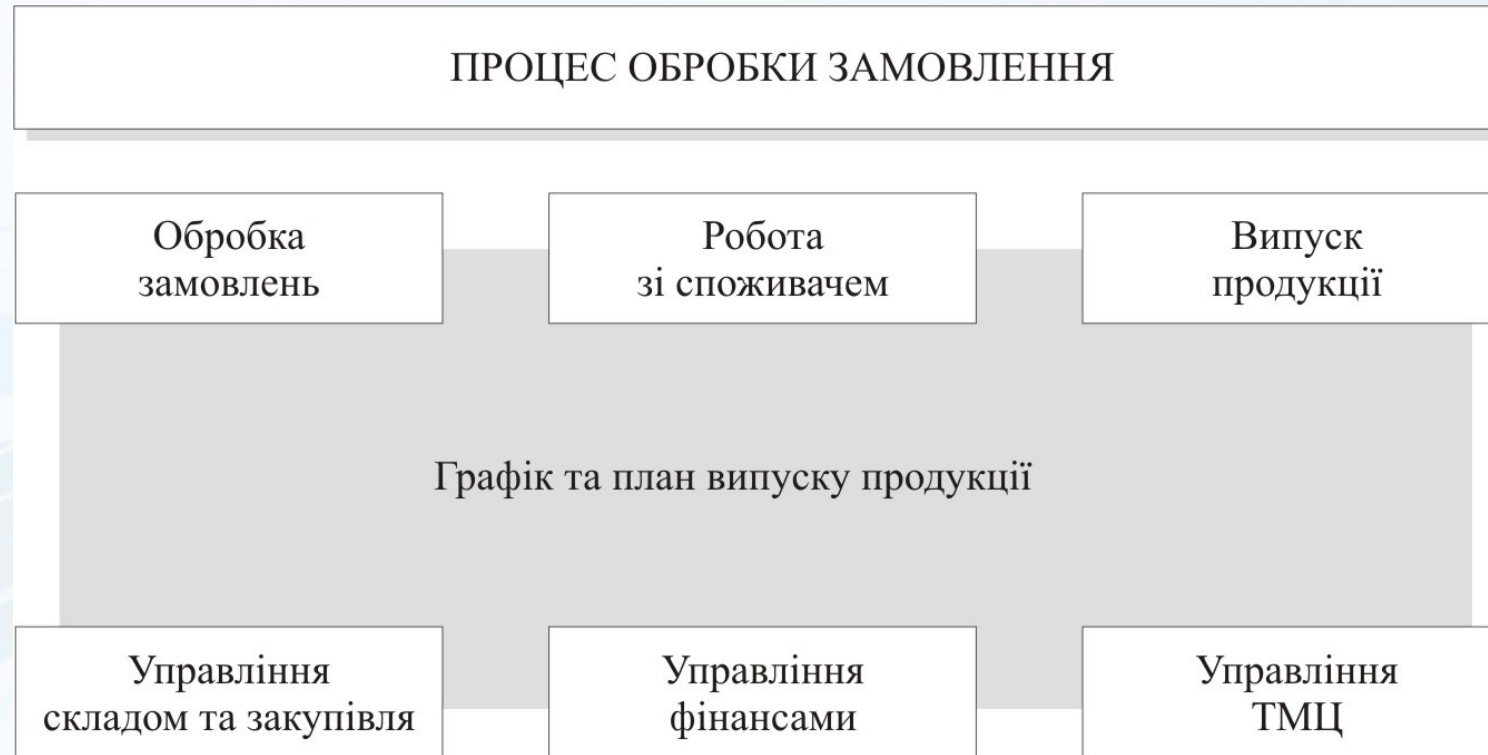 ПРОЦЕС ОБРОБКИ ЗАМОВЛЕННЯ
Обробка
замовлень
Робота
зі споживачем
Випуск
продукції
Графік та план випуску продукції
Управління
складом та закупівля
Управління
фінансами
Управління
ТМЦ